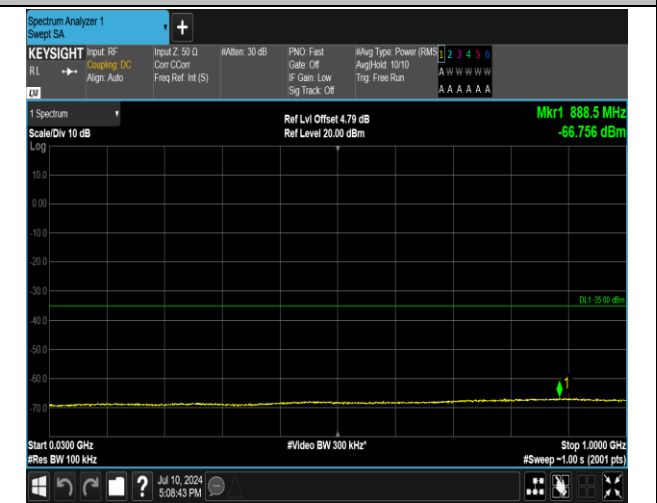 Spectrum Analyzer 1
Swept SA
+
KEYSIGHT Input: RF Input Z: 50 Ω #Atten: 30 dB PNO: Fast #Avg Type: Power (RMS 1 2 3 4 5 6
RL Coupling: DC Corr CCorr Gate: Off Avg|Hold: 10/10 A W W W W W
Align: Auto Freq Ref: Int (S) IF Gain: Low Trig: Free Run
LXI Sig Track: Off A A A A A A
1 Spectrum Ref Lvl Offset 4.79 dB Mkr1 888.5 MHz
Scale/Div 10 dB Ref Level 20.00 dBm -66.756 dBm
Log
10.0
0.00
-10.0
-20.0
-30.0
DL1 -35.00 dBm
-40.0
-50.0
-60.0
1
-70.0
Start 0.0300 GHz #Video BW 300 kHz* Stop 1.0000 GHz
#Res BW 100 kHz #Sweep ~1.00 s (2001 pts)
? Jul 10, 2024
5:08:43 PM